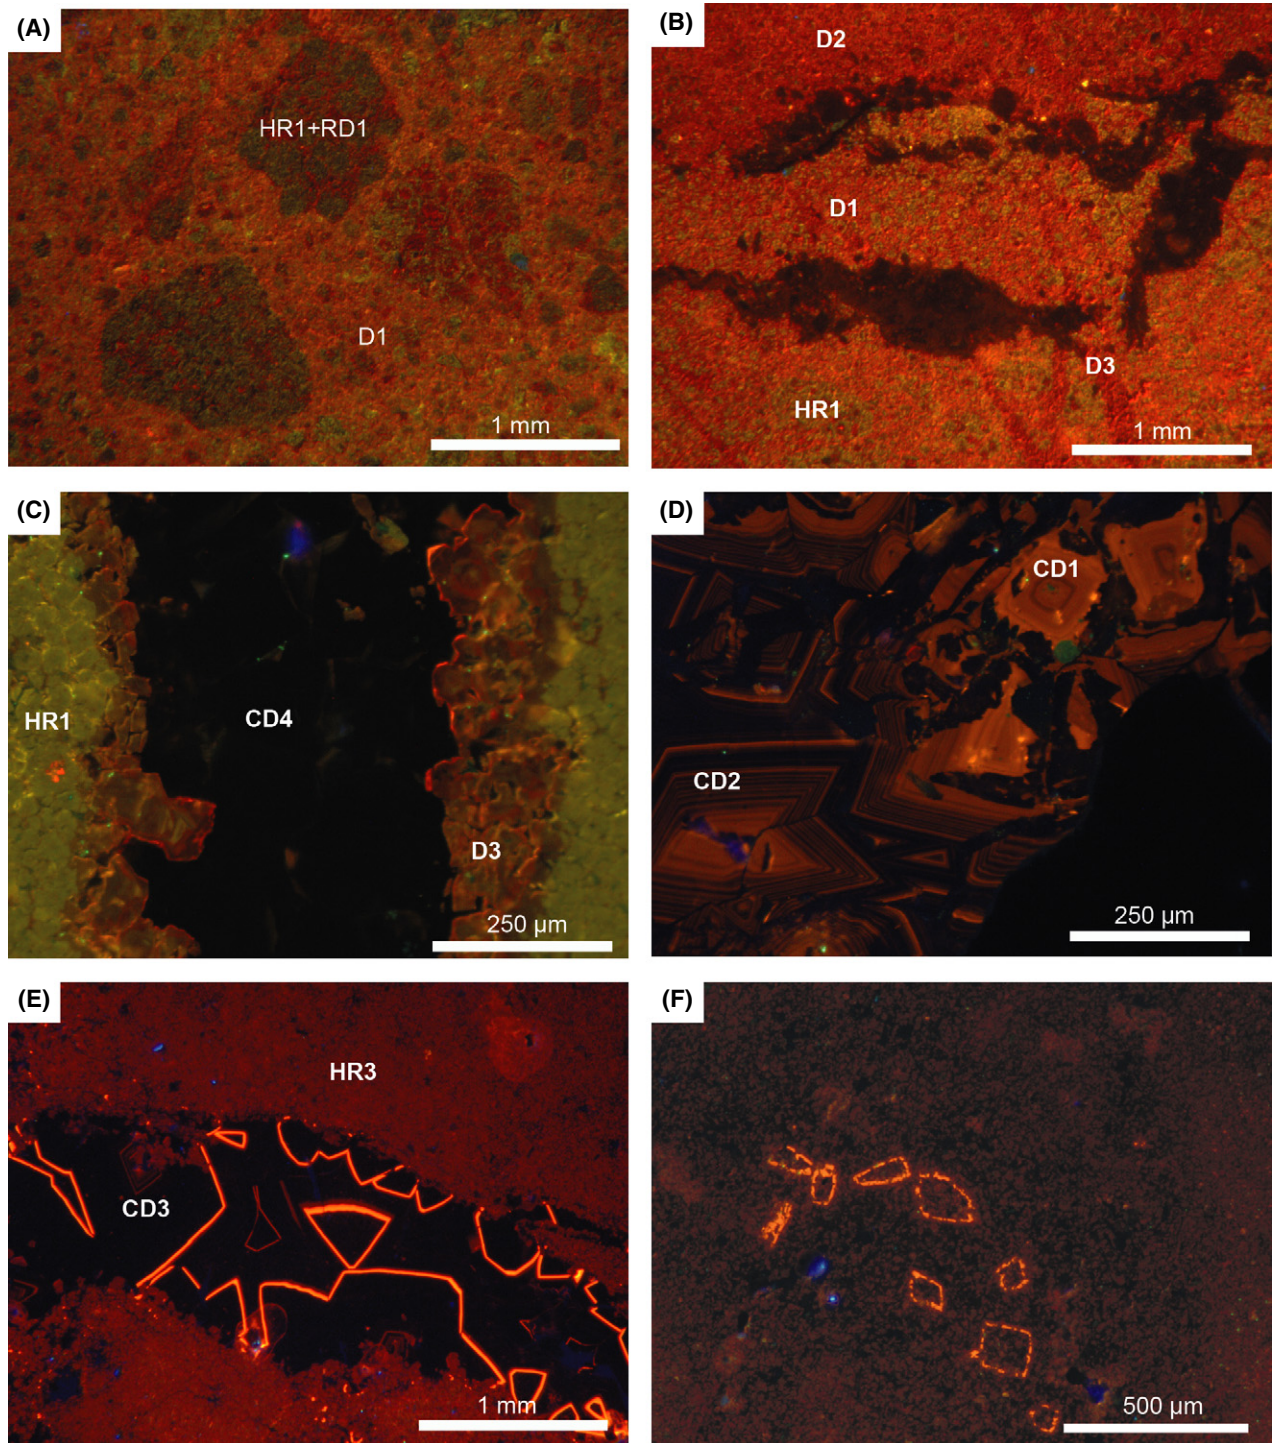 (A)
HR1+RD1
D1
1 mm
(B)
D2
D1
D3
HR1
1 mm
(C)
HR1
CD4
D3
250 µm
(D)
CD1
CD2
250 µm
(E)
HR3
CD3
1 mm
(F)
500 µm